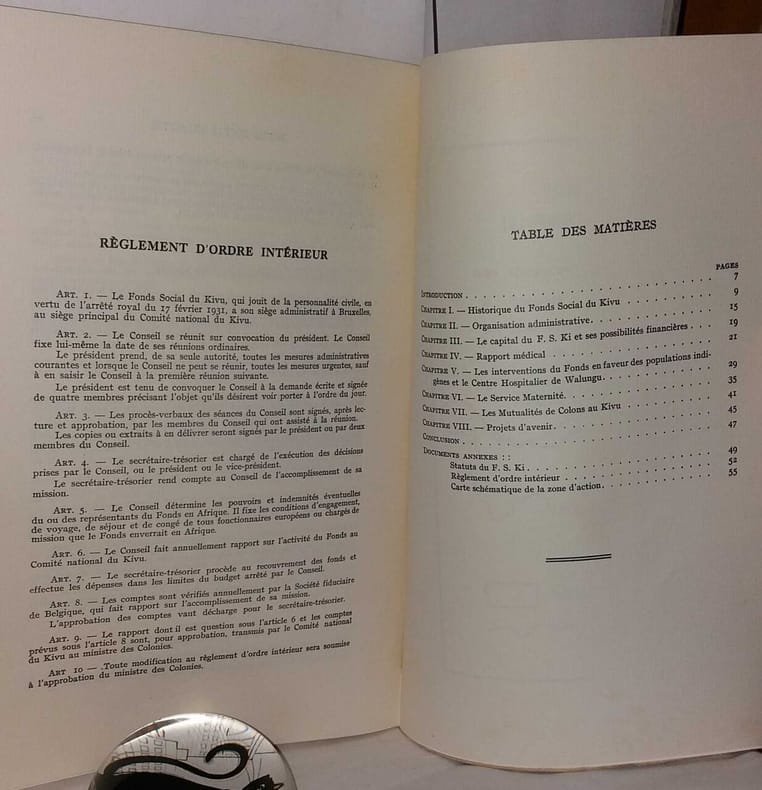 RÈGLEMENT D'ORDRE INTÉRIEUR
ART. 1. — Le Fonds Social du Kivu, qui jouit de la personnalité civile, en
vertu de l'arrêté royal du 17 février 1931, a son siège administratif à Bruxelles,
au siège principal du Comité National du Kivu.
ART. 2. — Le Conseil se réunit sur convocation du président. Le Conseil
fixe lui-même la date de ses réunions ordinaires.
Le président prend, de sa seule autorité, toutes les mesures administratives
courantes et lorsque le Conseil ne peut se réunir, toutes les mesures urgentes, sauf
à en saisir le Conseil à la première réunion suivante.
Le président est tenu de convoquer le Conseil à la demande écrite et signée
de quatre membres précisant l'objet qu'ils désirent voir porter à l'ordre du jour.
ART. 3. — Les procès-verbaux des séances du Conseil sont signés, après lec-
ture et approbation, par les membres du Conseil qui ont assisté à la réunion.
Les copies ou extraits à en délivrer seront signés par le président ou par deux
membres du Conseil.
ART. 4. — Le secrétaire-trésorier est chargé de l'exécution des décisions
prises par le Conseil, ou le président ou le vice-président.
Le secrétaire-trésorier rend compte au Conseil de l'accomplissement de sa
mission.
ART. 5. — Le Conseil détermine les pouvoirs et indemnités éventuelles
du ou des représentants du Fonds en Afrique. Il fixe les conditions d'engagement,
de voyage, de séjour et de congé de tous fonctionnaires européens ou chargés de
mission que le Fonds enverrait en Afrique.
ART. 6. — Le Conseil fait annuellement rapport sur l'activité du Fonds au
Comité national du Kivu.
ART. 7. — Le secrétaire-trésorier procède au recouvrement des fonds et
effectue les dépenses dans les limites du budget arrêté par le Conseil.
ART. 8. — Les comptes sont vérifiés annuellement par la Société fiduciaire
de Belgique, qui fait rapport sur l'accomplissement de sa mission.
L'approbation des comptes vaut décharge pour le secrétaire-trésorier.
ART. 9. — Le rapport dont il est question sous l'article 6 et les comptes
prévus sous l'article 8 sont, pour approbation, transmis par le Comité national
du Kivu au ministre des Colonies.
ART 10 — .Toute modification au règlement d'ordre intérieur sera soumise
à l'approbation du ministre des Colonies.
TABLE DES MATIÈRES
PAGES
INTRODUCTION . . . . . . . . . . . . . . . . . 7
CHAPITRE I. — Historique du Fonds Social du Kivu . . . . . . . 9
CHAPITRE II. — Organisation administrative. . . . . . . . . . 15
CHAPITRE III. — Le capital du F. S. Ki et ses possibilités financières . . . 19
CHAPITRE IV. — Rapport médical . . . . . . . . . . . . 21
CHAPITRE V. — Les interventions du Fonds en faveur des populations indi-
gènes et le Centre Hospitalier de Walungu. . . . . . . . 29
CHAPITRE VI. — Le Service Maternité. . . . . . . . . . . 35
CHAPITRE VII. — Les Mutualités de Colons au Kivu . . . . . . . 41
CHAPITRE VIII. — Projets d'avenir. . . . . . . . . . . . 45
CONCLUSION . . . . . . . . . . . . . . . . . 47
DOCUMENTS ANNEXES : :
Statuts du F. S. Ki . . . . . . . . . . . . . 49
Règlement d'ordre intérieur . . . . . . . . . . . 52
Carte schématique de la zone d'action. . . . . . . . . 55